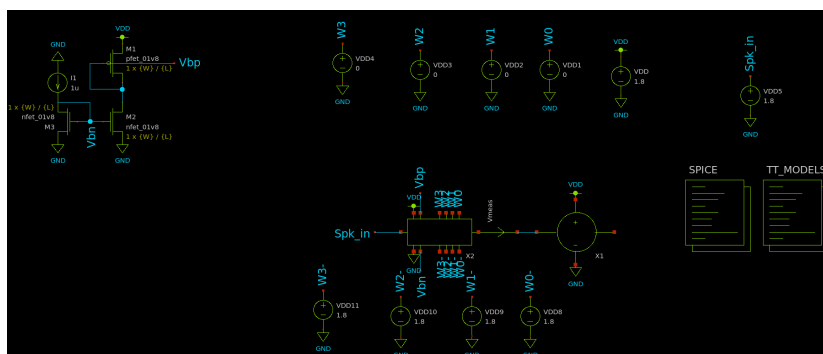 GND
I1
1u
1 x {W} / {L}
nfet_01v8
M3
GND
VDD
M1
pfet_01v8
1 x {W} / {L}
Vbp
Vbn
M2
nfet_01v8
1 x {W} / {L}
GND
W3
VDD4
0
GND
W2
VDD3
0
GND
W1
VDD2
0
GND
W0
VDD1
0
GND
VDD
1.8
GND
Spk_in
VDD5
1.8
GND
SPICE
TT_MODELS
Spk_in
VDD
Vbp
W3
W2
W1
W0
GND
Vbn
W3-
W2-
W1-
W0-
X2
Vmeas
VDD
X1
GND
W3-
VDD11
1.8
GND
W2-
VDD10
1.8
GND
W1-
VDD9
1.8
GND
W0-
VDD8
1.8
GND